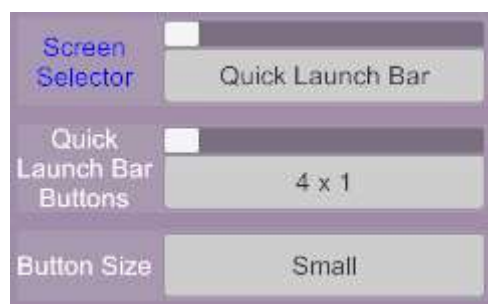 Screen
Selector
Quick Launch Bar
Quick
Launch Bar
Buttons
4 x 1
Button Size
Small